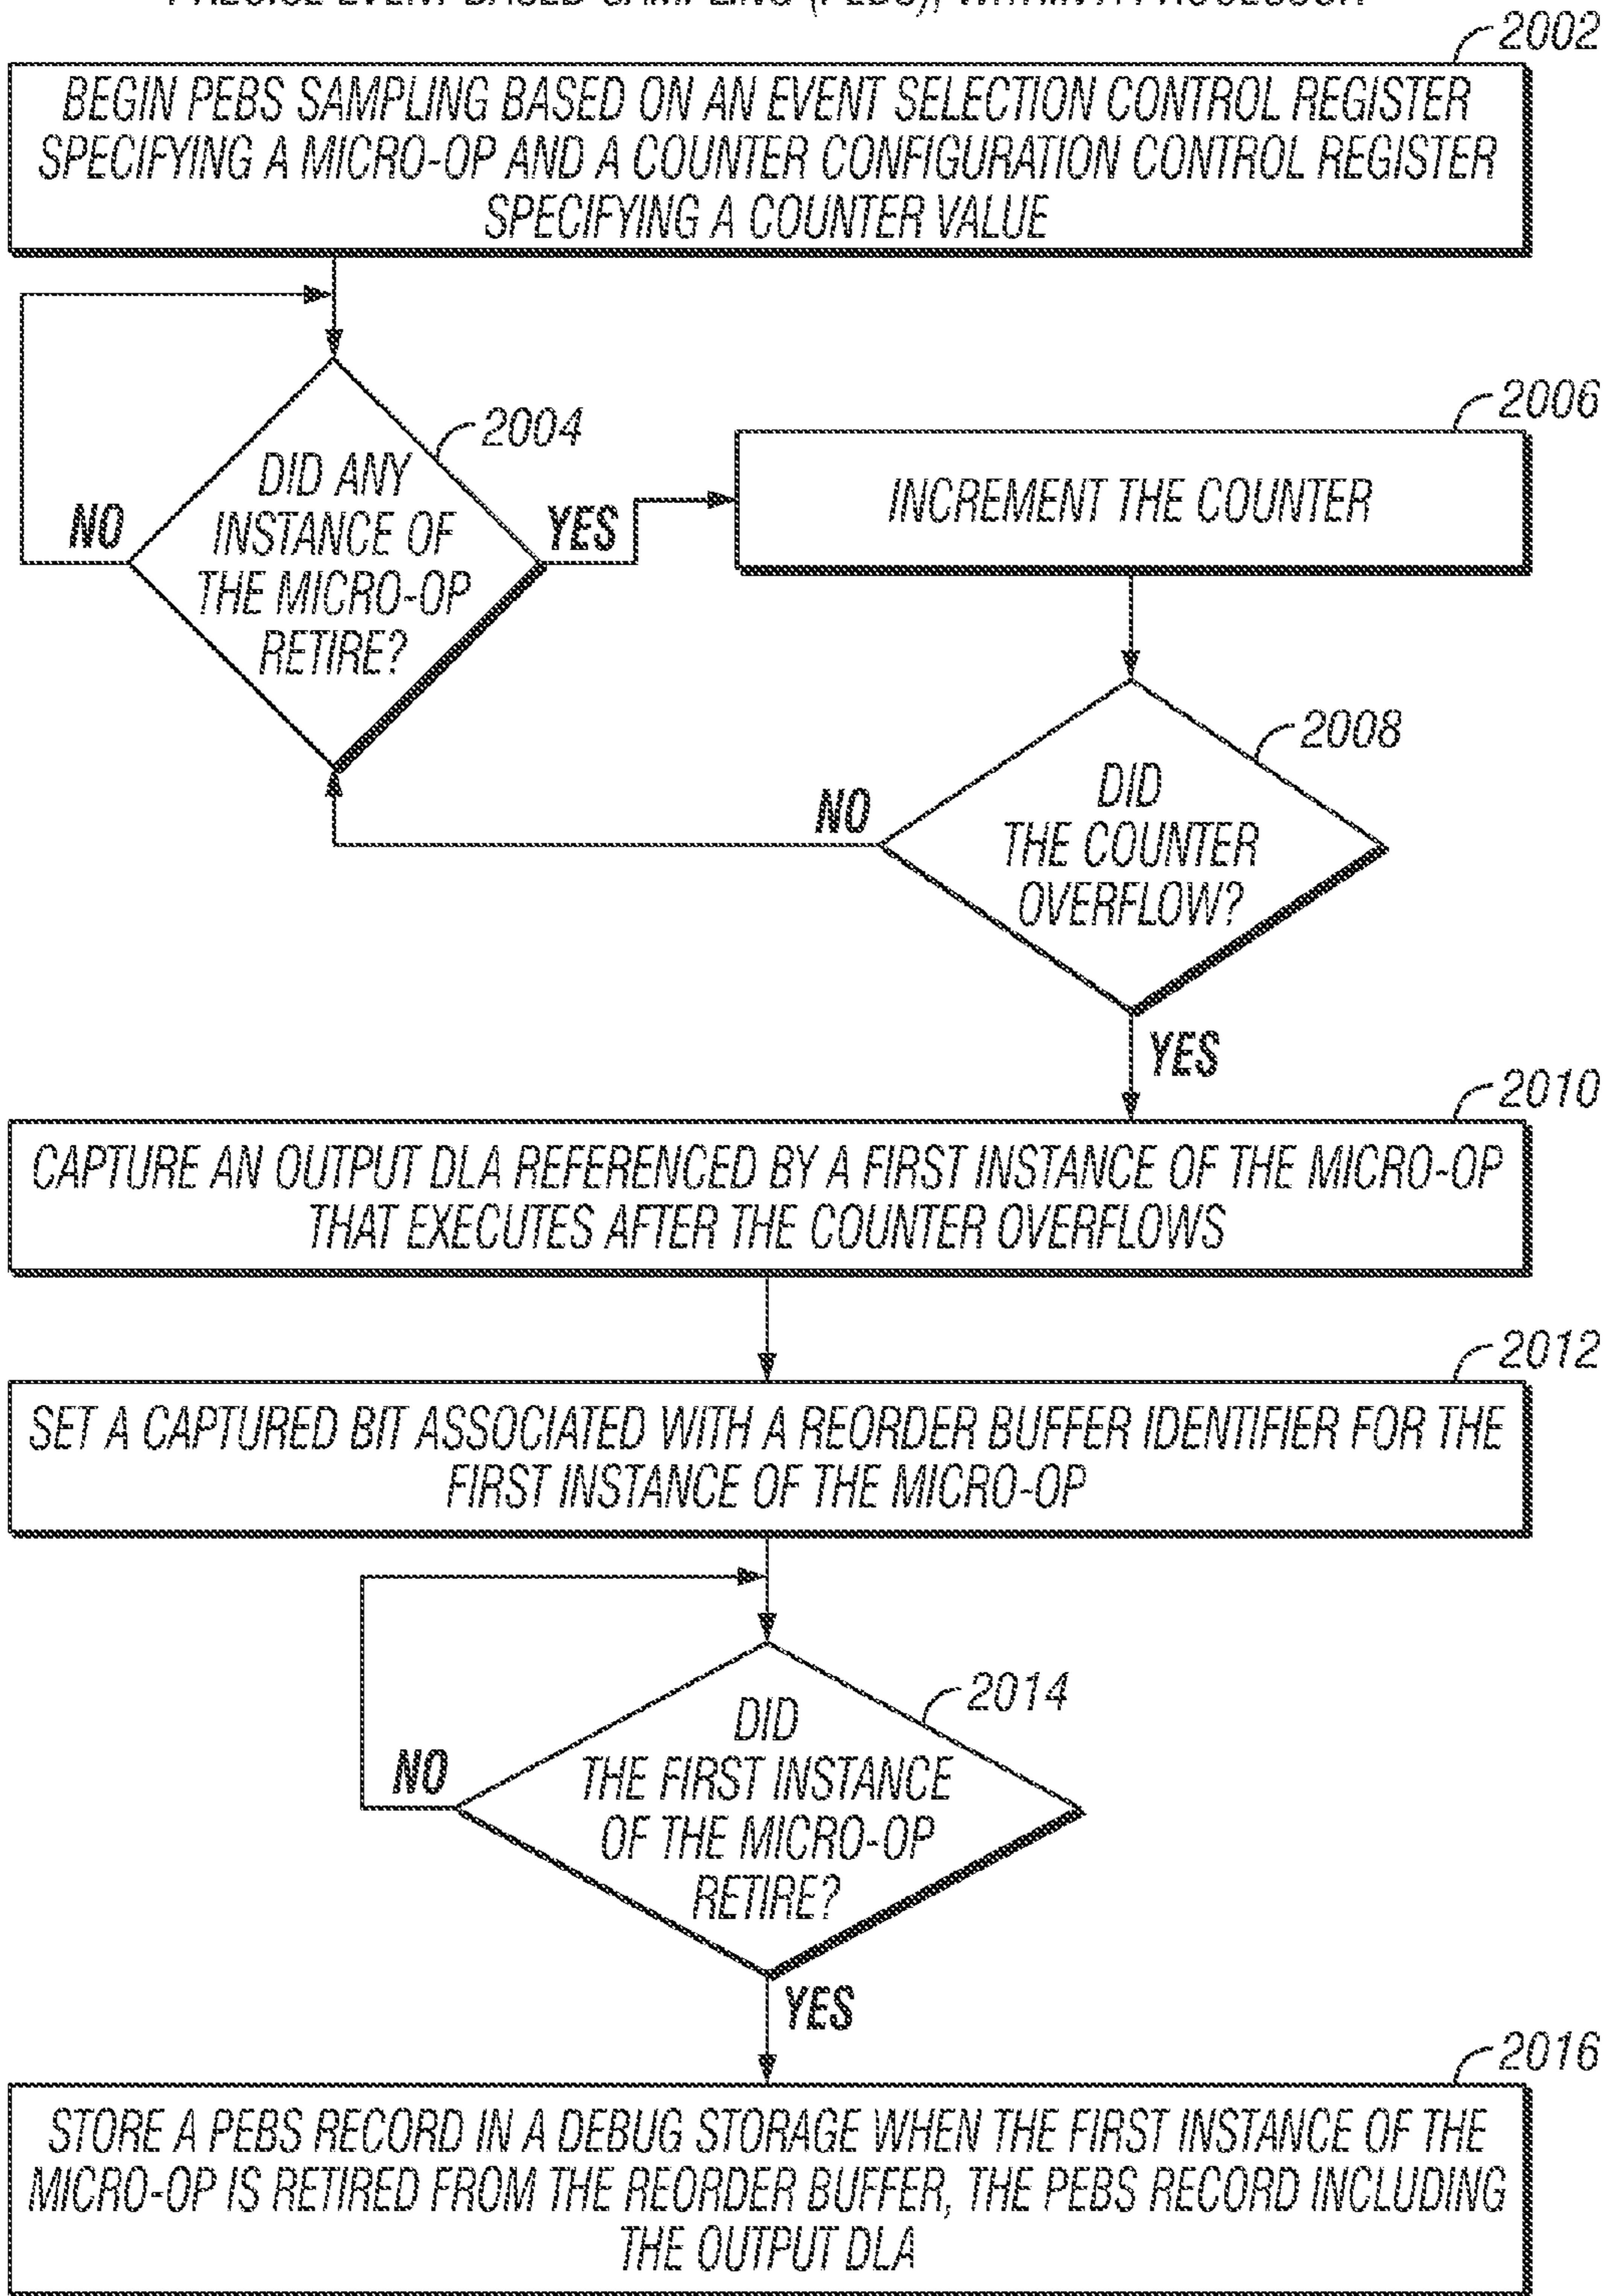 2002
BEGIN PEBS SAMPLING BASED ON AN EVENT SELECTION CONTROL REGISTER
SPECIFYING A MICRO-OP AND A COUNTER CONFIGURATION CONTROL REGISTER
SPECIFYING A COUNTER VALUE
2004
DID ANY
INSTANCE OF
THE MICRO-OP
RETIRE?
NO
YES
2006
INCREMENT THE COUNTER
2008
DID
THE COUNTER
OVERFLOW?
NO
YES
2010
CAPTURE AN OUTPUT DLA REFERENCED BY A FIRST INSTANCE OF THE MICRO-OP
THAT EXECUTES AFTER THE COUNTER OVERFLOWS
2012
SET A CAPTURED BIT ASSOCIATED WITH A REORDER BUFFER IDENTIFIER FOR THE
FIRST INSTANCE OF THE MICRO-OP
2014
DID
THE FIRST INSTANCE
OF THE MICRO-OP
RETIRE?
NO
YES
2016
STORE A PEBS RECORD IN A DEBUG STORAGE WHEN THE FIRST INSTANCE OF THE
MICRO-OP IS RETIRED FROM THE REORDER BUFFER, THE PEBS RECORD INCLUDING
THE OUTPUT DLA